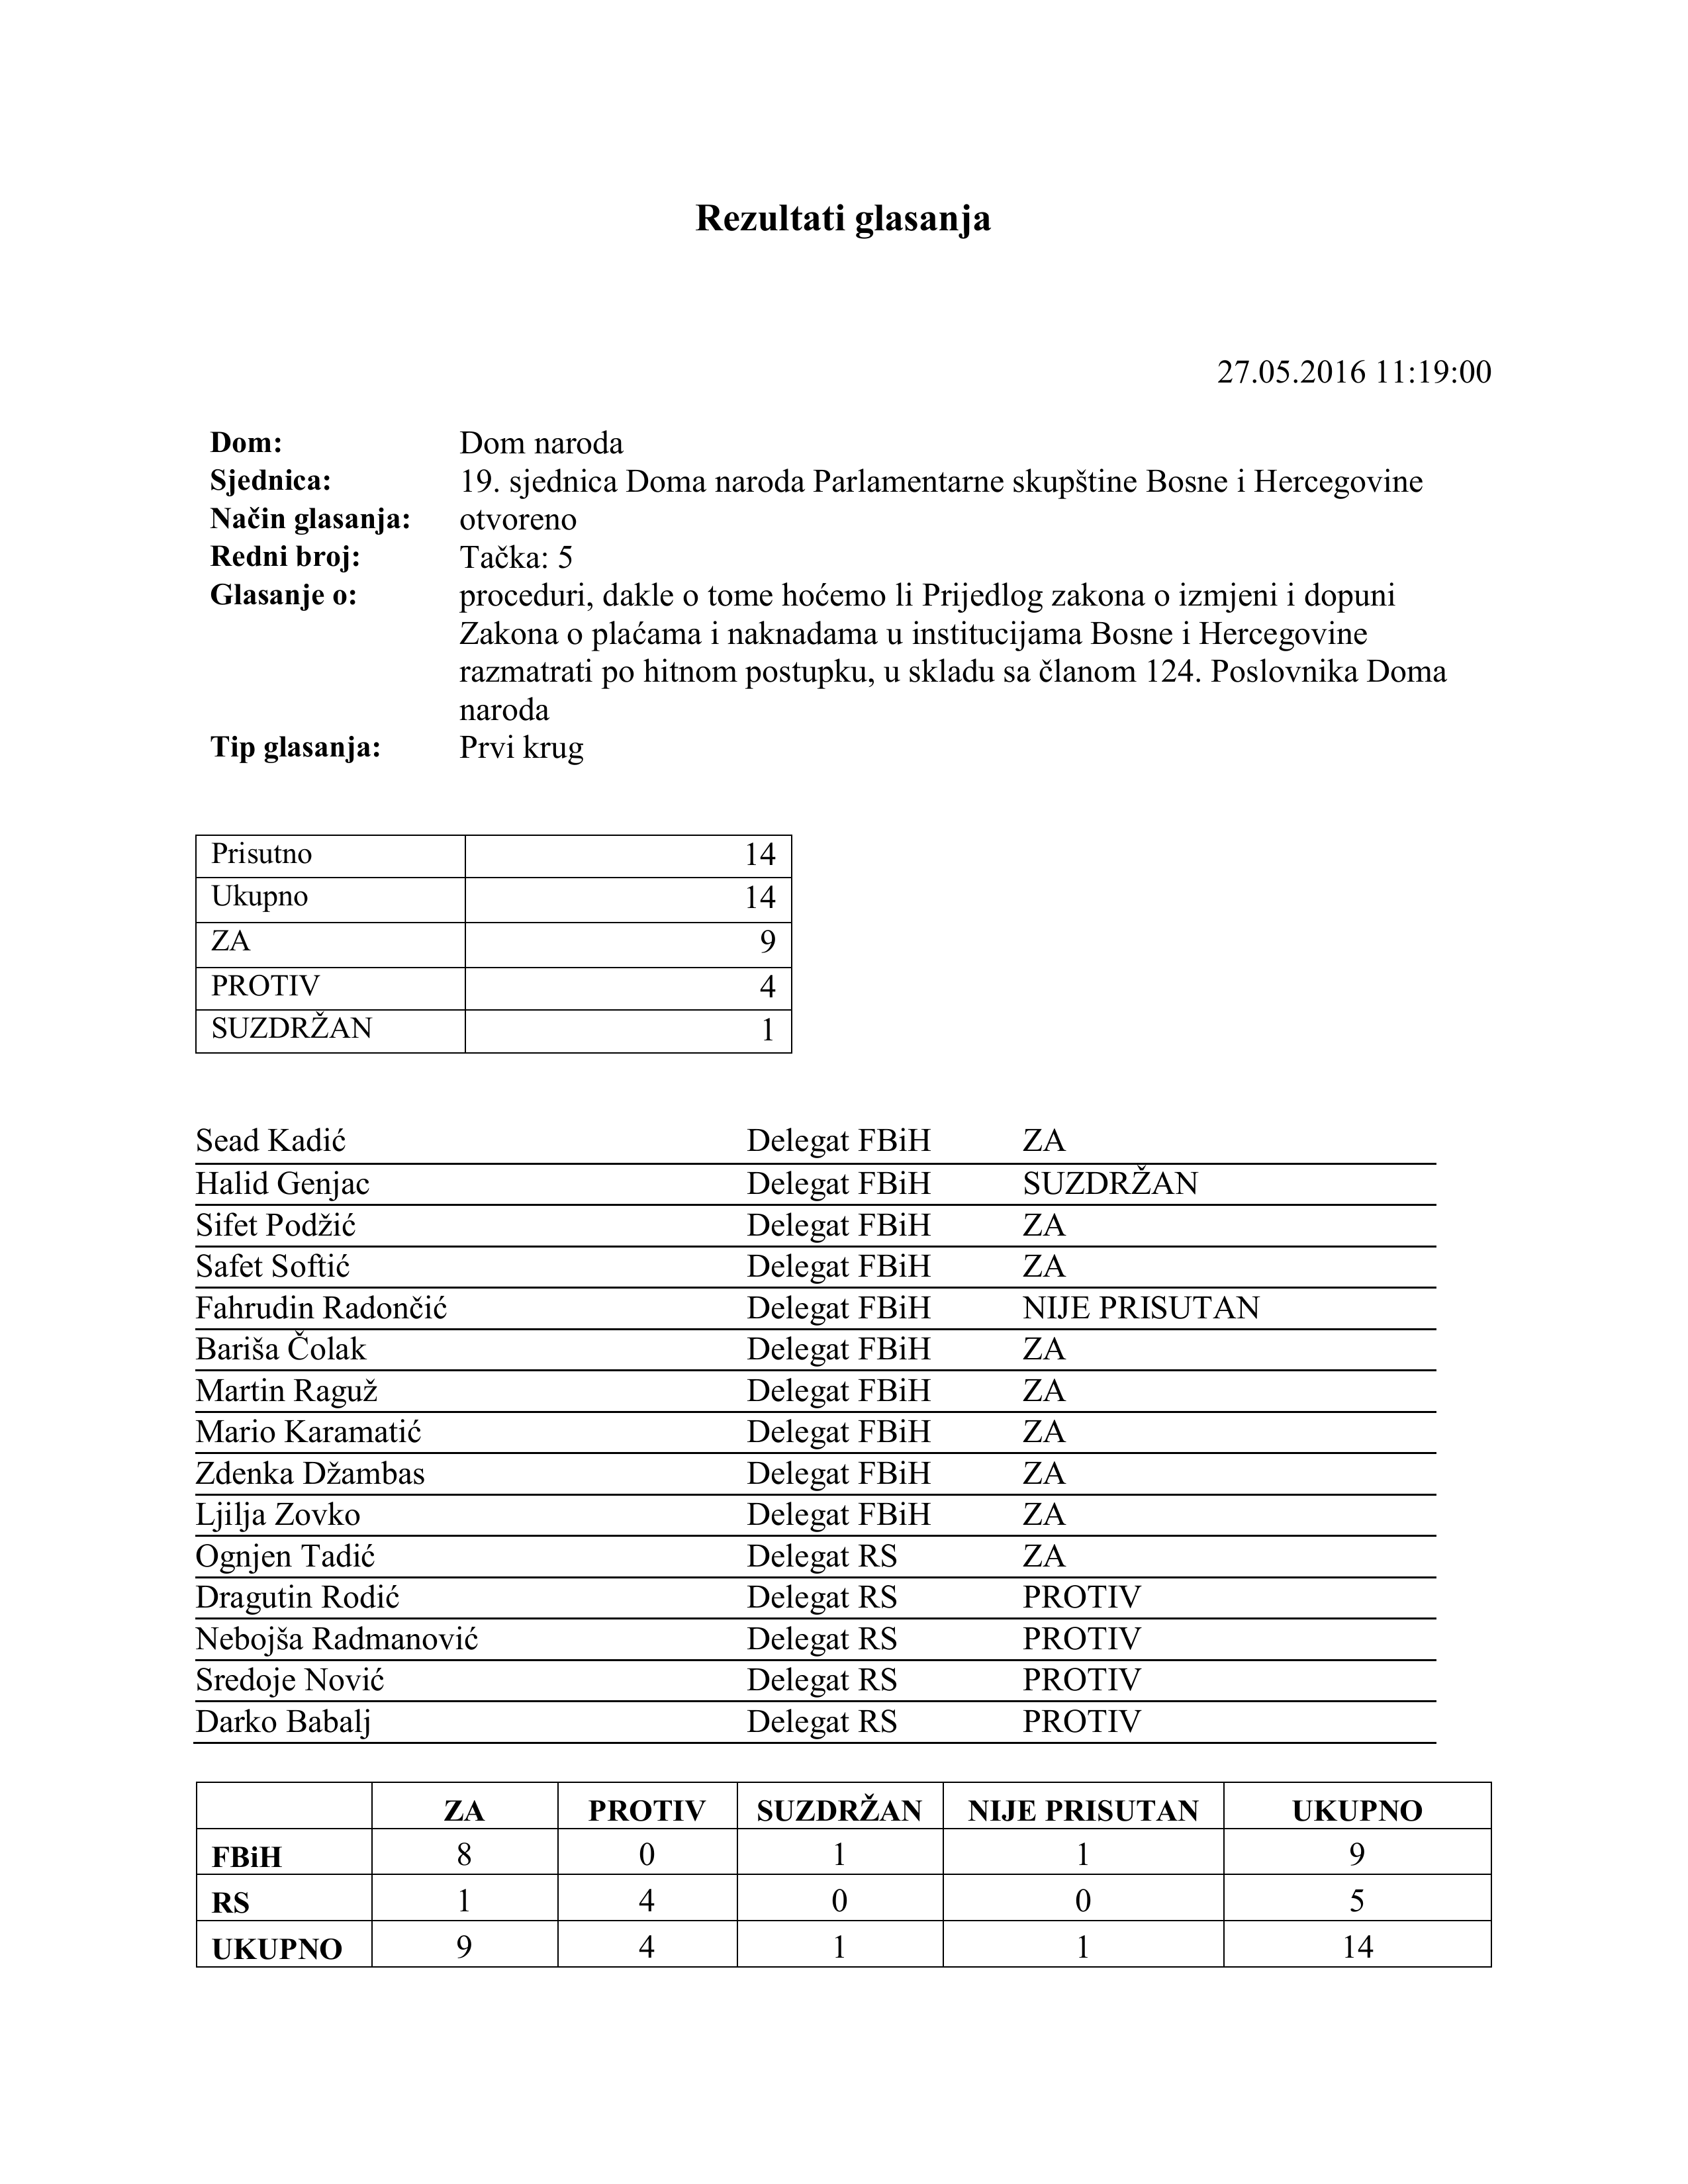 Rezultati glasanja
27.05.2016 11:19:00
Dom: Dom naroda
Sjednica: 19. sjednica Doma naroda Parlamentarne skupštine Bosne i Hercegovine
Način glasanja: otvoreno
Redni broj: Tačka: 5
Glasanje o: proceduri, dakle o tome hoćemo li Prijedlog zakona o izmjeni i dopuni
Zakona o plaćama i naknadama u institucijama Bosne i Hercegovine
razmatrati po hitnom postupku, u skladu sa članom 124. Poslovnika Doma
naroda
Tip glasanja: Prvi krug
Prisutno 14
Ukupno 14
ZA 9
PROTIV 4
SUZDRŽAN 1
Sead Kadić Delegat FBiH ZA
Halid Genjac Delegat FBiH SUZDRŽAN
Sifet Podžić Delegat FBiH ZA
Safet Softić Delegat FBiH ZA
Fahrudin Radončić Delegat FBiH NIJE PRISUTAN
Bariša Čolak Delegat FBiH ZA
Martin Raguž Delegat FBiH ZA
Mario Karamatić Delegat FBiH ZA
Zdenka Džambas Delegat FBiH ZA
Ljilja Zovko Delegat FBiH ZA
Ognjen Tadić Delegat RS ZA
Dragutin Rodić Delegat RS PROTIV
Nebojša Radmanović Delegat RS PROTIV
Sredoje Nović Delegat RS PROTIV
Darko Babalj Delegat RS PROTIV
ZA PROTIV SUZDRŽAN NIJE PRISUTAN UKUPNO
FBiH 8 0 1 1 9
RS 1 4 0 0 5
UKUPNO 9 4 1 1 14